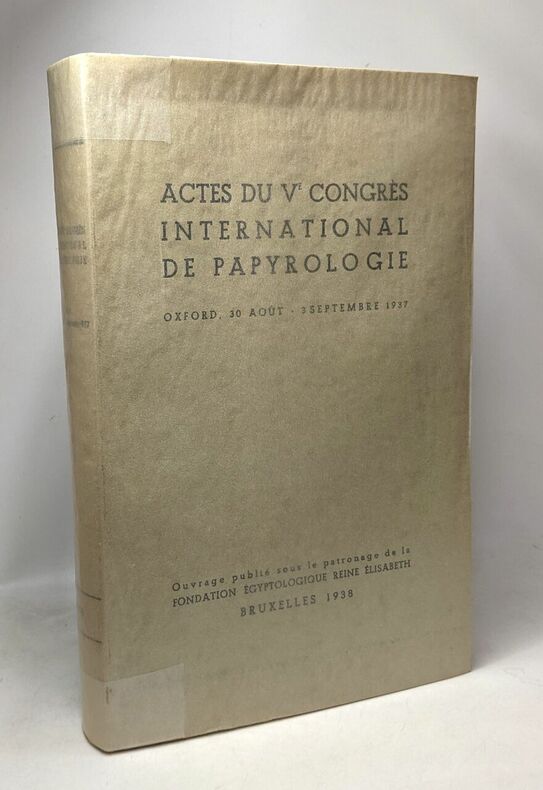 ACTES DU Vᴱ CONGRÈS
INTERNATIONAL
DE PAPYROLOGIE
OXFORD, 30 AOÛT - 3 SEPTEMBRE 1937
Ouvrage publié sous le patronage de la
FONDATION ÉGYPTOLOGIQUE REINE ÉLISABETH
BRUXELLES 1938